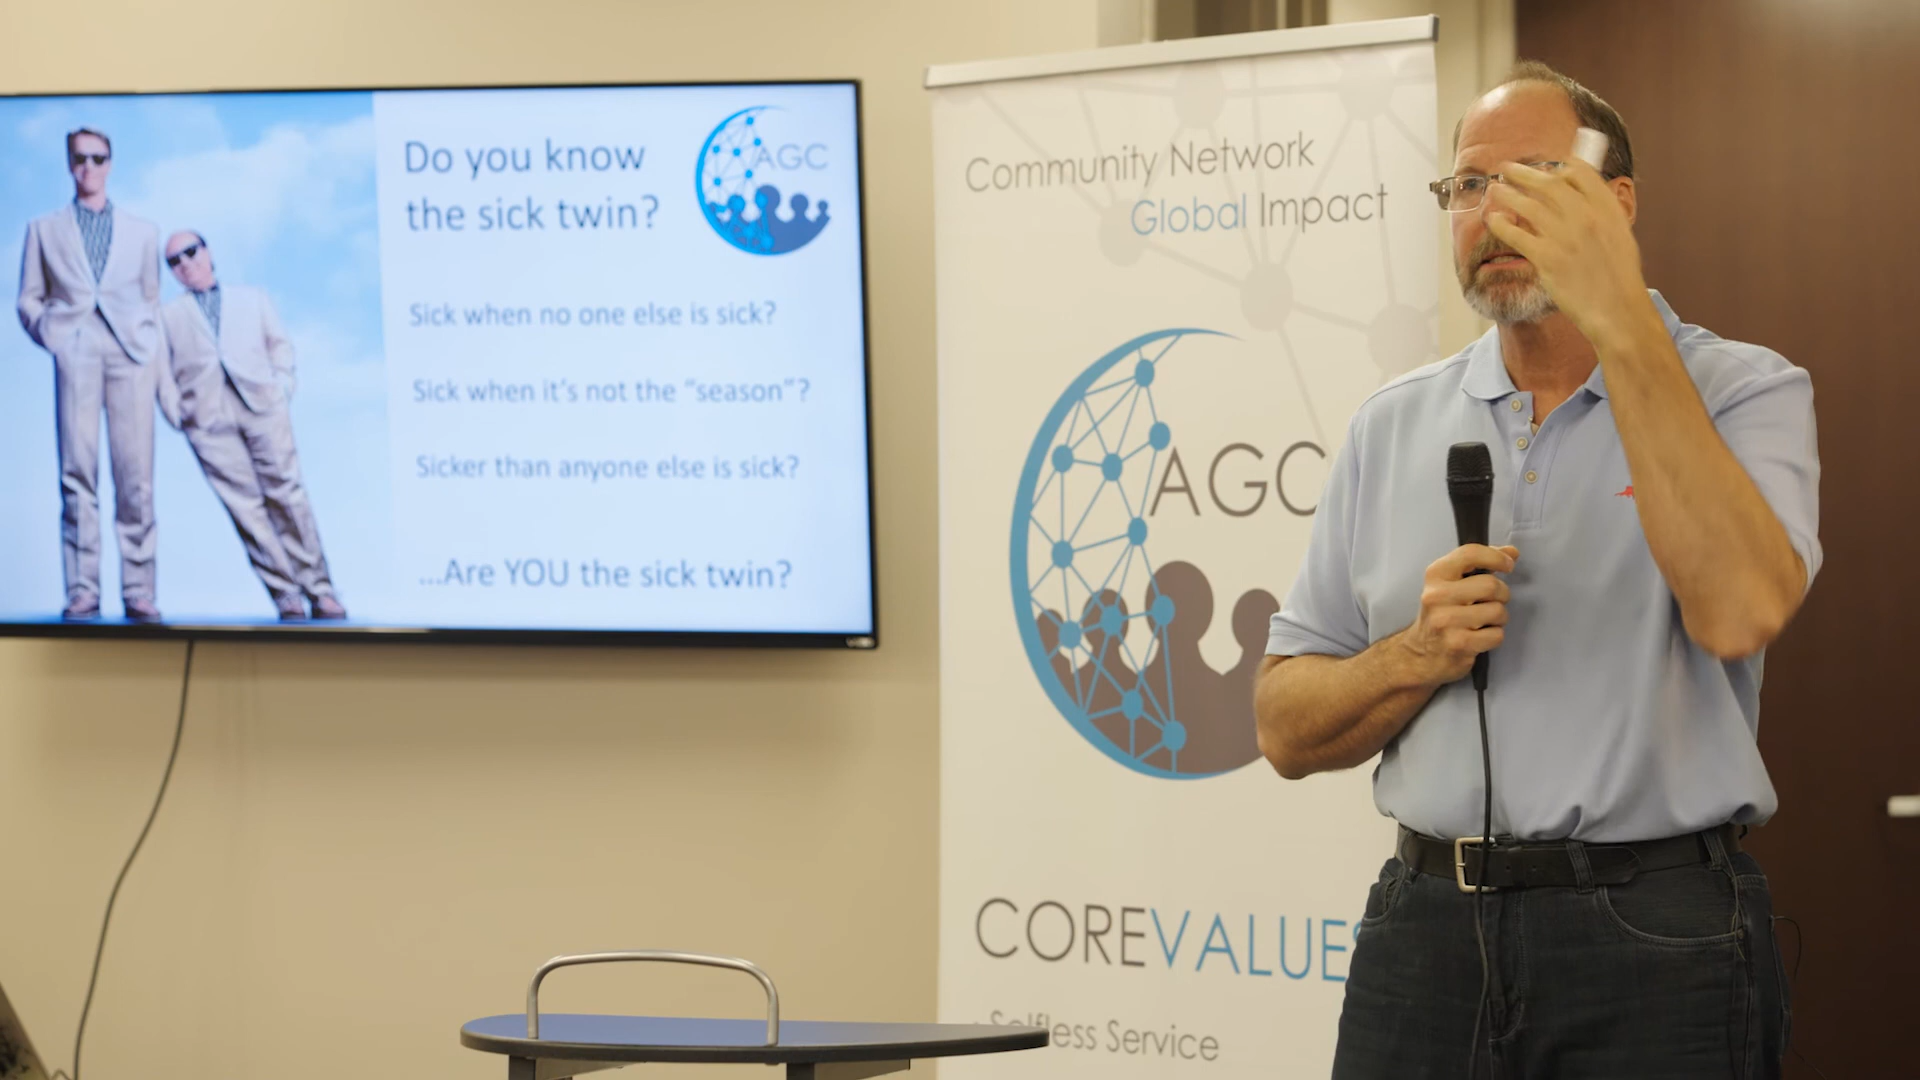 Do you know
the sick twin?
AGC
Sick when no one else is sick?
Sick when it's not the "season"?
Sicker than anyone else is sick?
...Are YOU the sick twin?
Community Network
Global Impact
AGC
COREVALUES
Selfless Service